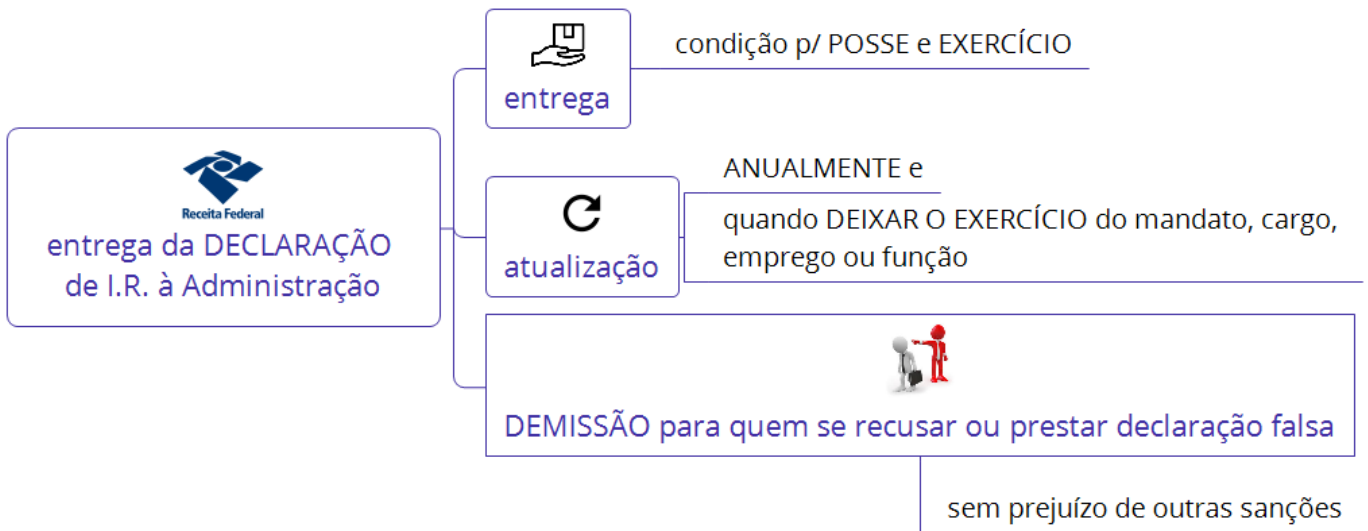 Receita Federal
entrega da DECLARAÇÃO
de I.R. à Administração
entrega
condição p/ POSSE e EXERCÍCIO
atualização
ANUALMENTE e
quando DEIXAR O EXERCÍCIO do mandato, cargo,
emprego ou função
DEMISSÃO para quem se recusar ou prestar declaração falsa
sem prejuízo de outras sanções